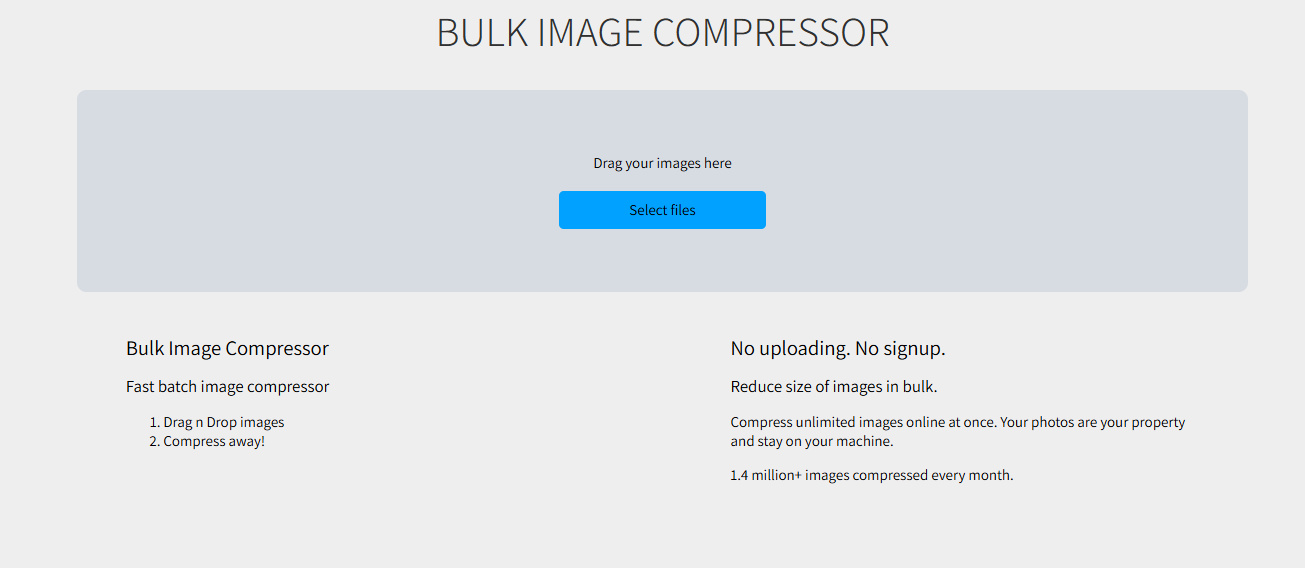 BULK IMAGE COMPRESSOR
Drag your images here
Select files
Bulk Image Compressor
Fast batch image compressor
1. Drag n Drop images
2. Compress away!
No uploading. No signup.
Reduce size of images in bulk.
Compress unlimited images online at once. Your photos are your property
and stay on your machine.
1.4 million+ images compressed every month.